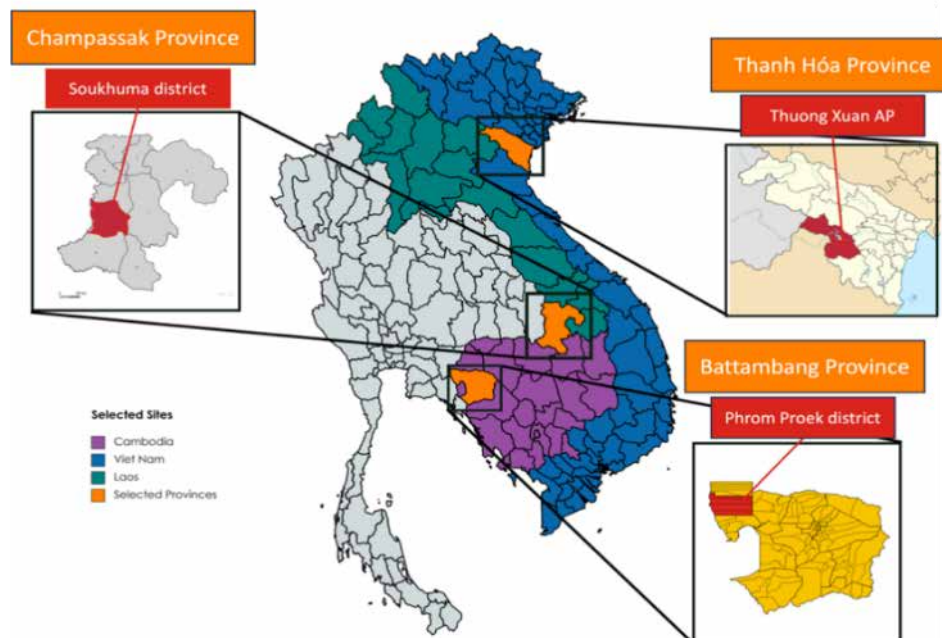 Champassak Province
Soukhuma district
Thanh Hóa Province
Thuong Xuan AP
Battambang Province
Phrom Proek district
Selected Sites
Cambodia
Viet Nam
Laos
Selected Provinces